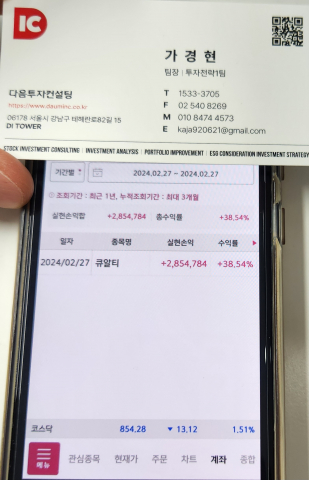 IC
가 경 현
팀장 | 투자전략1팀
다음투자컨설팅
https://www.dauminc.co.kr
06178 서울시 강남구 테헤란로82길 15
DI TOWER
T 1533-3705
F 02 540 8269
M 010 8474 4573
E kaja920621@gmail.com
STOCK INVESTMENT CONSULTING | INVESTMENT ANALYSIS | PORTFOLIO IMPROVEMENT | ESG CONSIDERATION INVESTMENT STRATEGY
기간별 2024.02.27 ~ 2024.02.27
조회기간 : 최근 1년, 누적조회기간 : 최대 3개월
실현손익합 +2,854,784 총수익률 +38,54%
일자 종목명 실현손익 수익률
2024/02/27 큐알티 +2,854,784 +38,54%
코스닥 854,28 ▼ 13,12 1,51%
메뉴 관심종목 현재가 주문 차트 계좌 종합